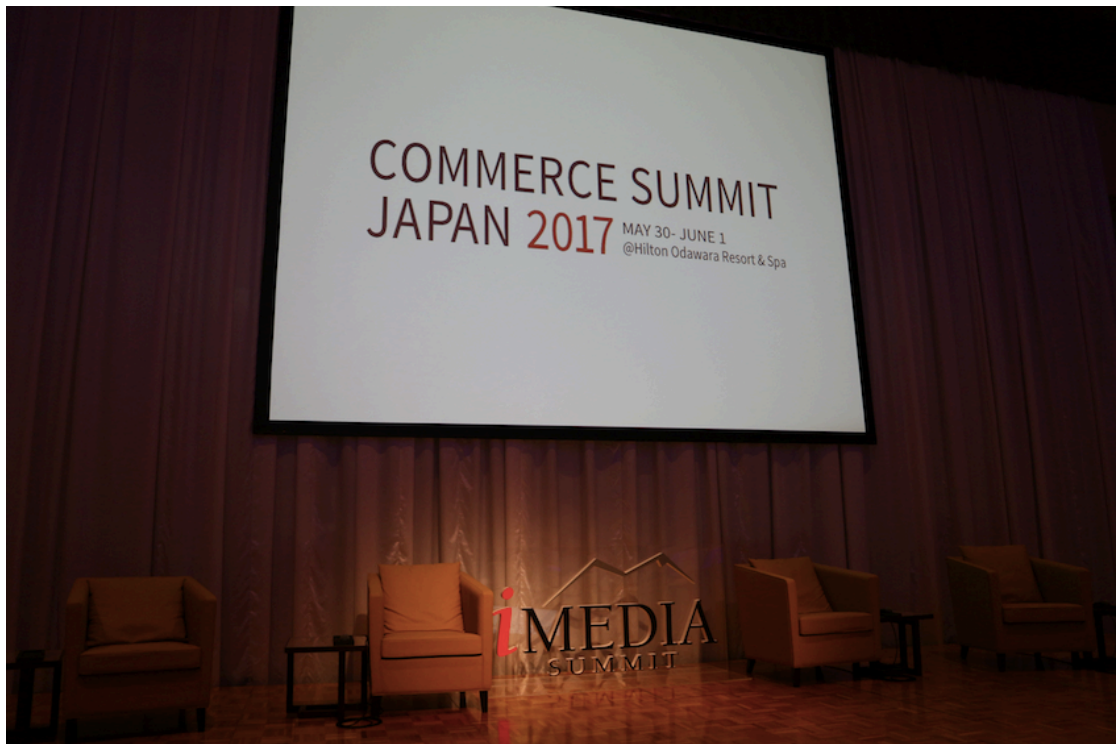 COMMERCE SUMMIT
JAPAN 2017
MAY 30- JUNE 1
@Hilton Odawara Resort & Spa
iMEDIA
SUMMIT